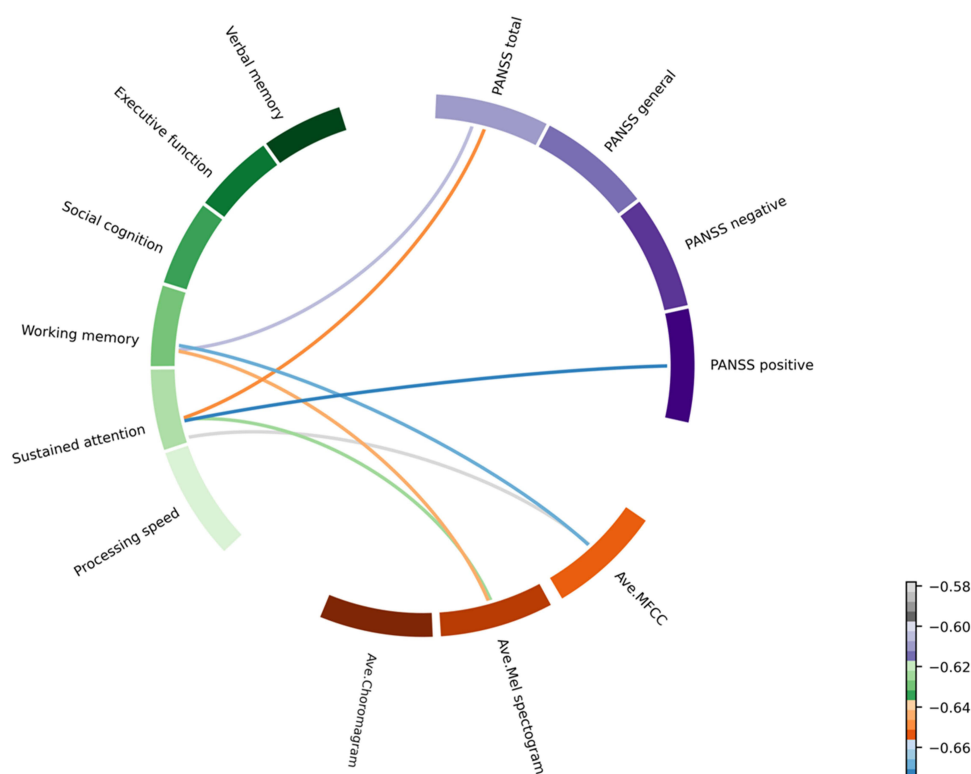 Verbal memory
Executive function
Social cognition
Working memory
Sustained attention
Processing speed
PANSS total
PANSS general
PANSS negative
PANSS positive
Ave.MFCC
Ave.Mel spectogram
Ave.Choromagram
−0.58
−0.60
−0.62
−0.64
−0.66